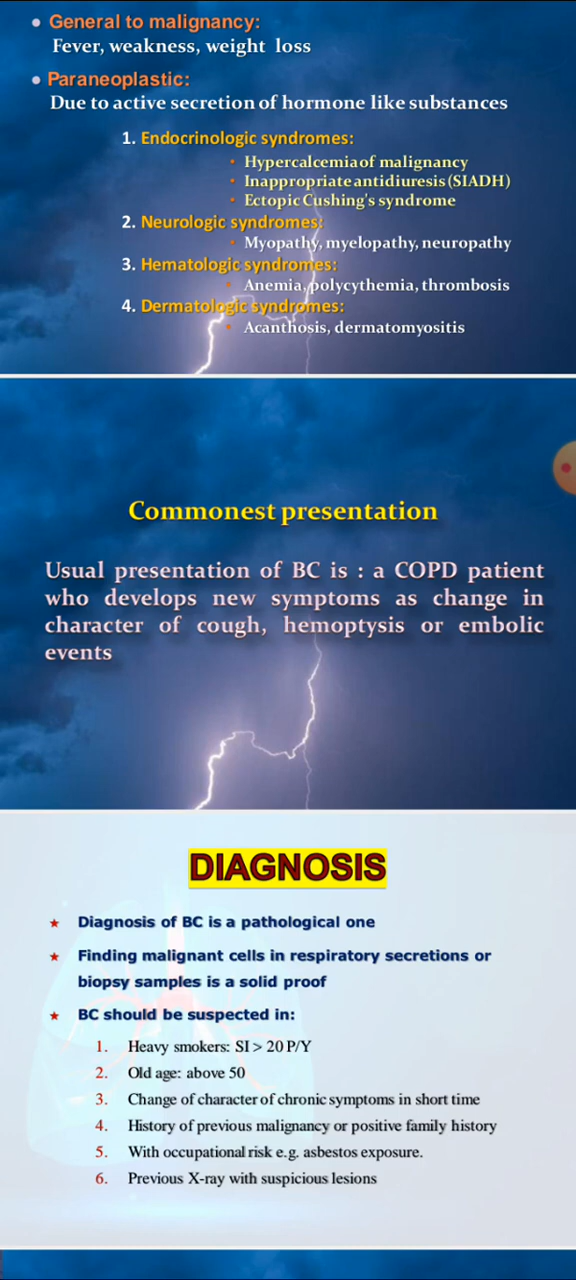 General to malignancy:
Fever, weakness, weight loss
Paraneoplastic:
Due to active secretion of hormone like substances
1. Endocrinologic syndromes:
Hypercalcemia of malignancy
Inappropriate antidiuresis (SIADH)
Ectopic Cushing's syndrome
2. Neurologic syndromes:
Myopathy, myelopathy, neuropathy
3. Hematologic syndromes:
Anemia, polycythemia, thrombosis
4. Dermatologic syndromes:
Acanthosis, dermatomyositis
Commonest presentation
Usual presentation of BC is : a COPD patient
who develops new symptoms as change in
character of cough, hemoptysis or embolic
events
DIAGNOSIS
Diagnosis of BC is a pathological one
Finding malignant cells in respiratory secretions or
biopsy samples is a solid proof
BC should be suspected in:
1. Heavy smokers: SI > 20 P/Y
2. Old age: above 50
3. Change of character of chronic symptoms in short time
4. History of previous malignancy or positive family history
5. With occupational risk e.g. asbestos exposure.
6. Previous X-ray with suspicious lesions